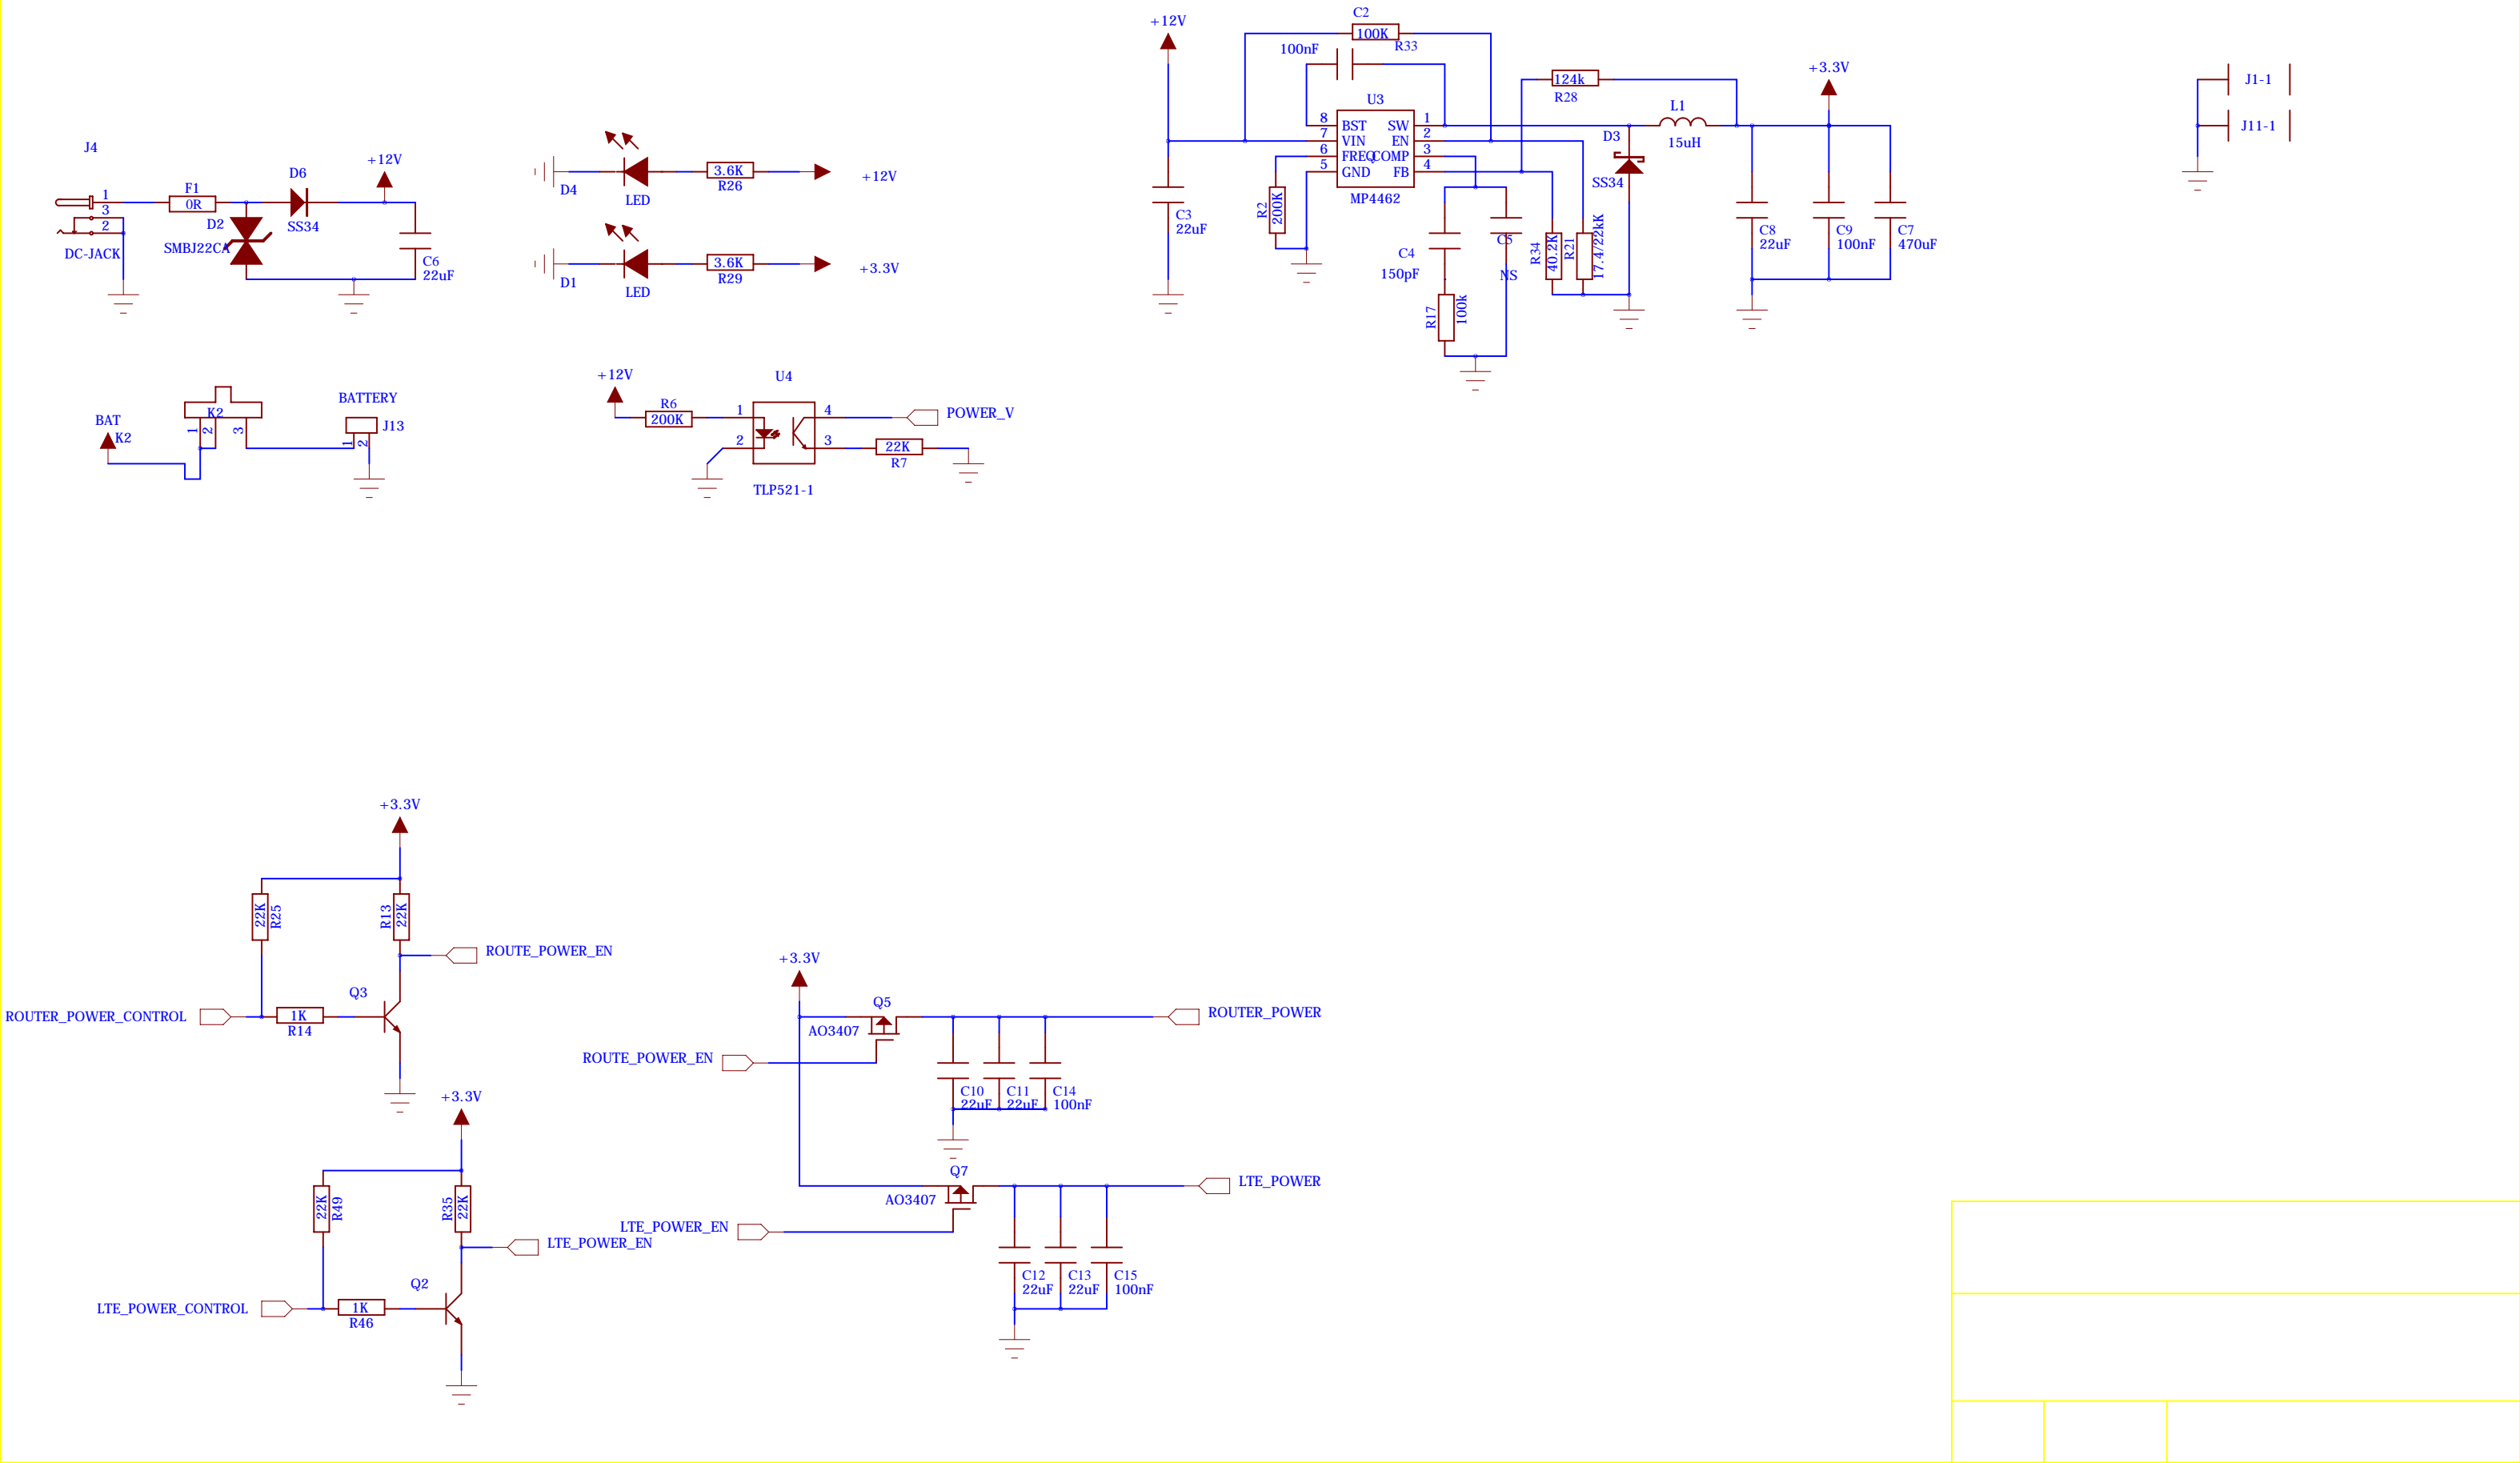 J4
1
3
2
DC-JACK
F1
0R
D2
SMBJ22CA
D6
SS34
+12V
C6
22uF
D4
LED
3.6K
R26
+12V
D1
LED
3.6K
R29
+3.3V
+12V
C3
22uF
C2
100nF
100K
R33
U3
8
7
6
5
BST
VIN
FREQ
GND
SW
EN
COMP
FB
1
2
3
4
MP4462
R2
200K
C4
150pF
R17
100k
C5
NS
124k
R28
R34
40.2K
R21
17.4/22kK
D3
SS34
L1
15uH
+3.3V
C8
22uF
C9
100nF
C7
470uF
J1-1
J11-1
BAT
K2
K2
1
2
3
BATTERY
J13
1
2
+12V
R6
200K
U4
1
2
4
3
TLP521-1
POWER_V
22K
R7
+3.3V
22K
R25
R13
22K
ROUTE_POWER_EN
ROUTER_POWER_CONTROL
1K
R14
Q3
+3.3V
22K
R49
R35
22K
LTE_POWER_EN
LTE_POWER_CONTROL
1K
R46
Q2
+3.3V
Q5
AO3407
ROUTE_POWER_EN
ROUTER_POWER
C10
22uF
C11
22uF
C14
100nF
Q7
AO3407
LTE_POWER_EN
LTE_POWER
C12
22uF
C13
22uF
C15
100nF